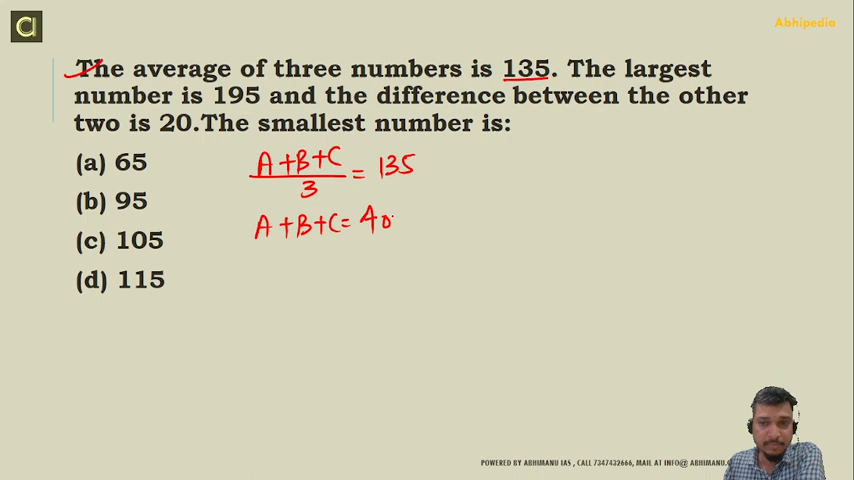 Abhipedia
The average of three numbers is 135. The largest
number is 195 and the difference between the other
two is 20.The smallest number is:
(a) 65
(b) 95
(c) 105
(d) 115
A+B+C
3
= 135
A+B+C= 40
POWERED BY ABHIMANU IAS , CALL 7347432666, MAIL AT INFO@ ABHIMANU.